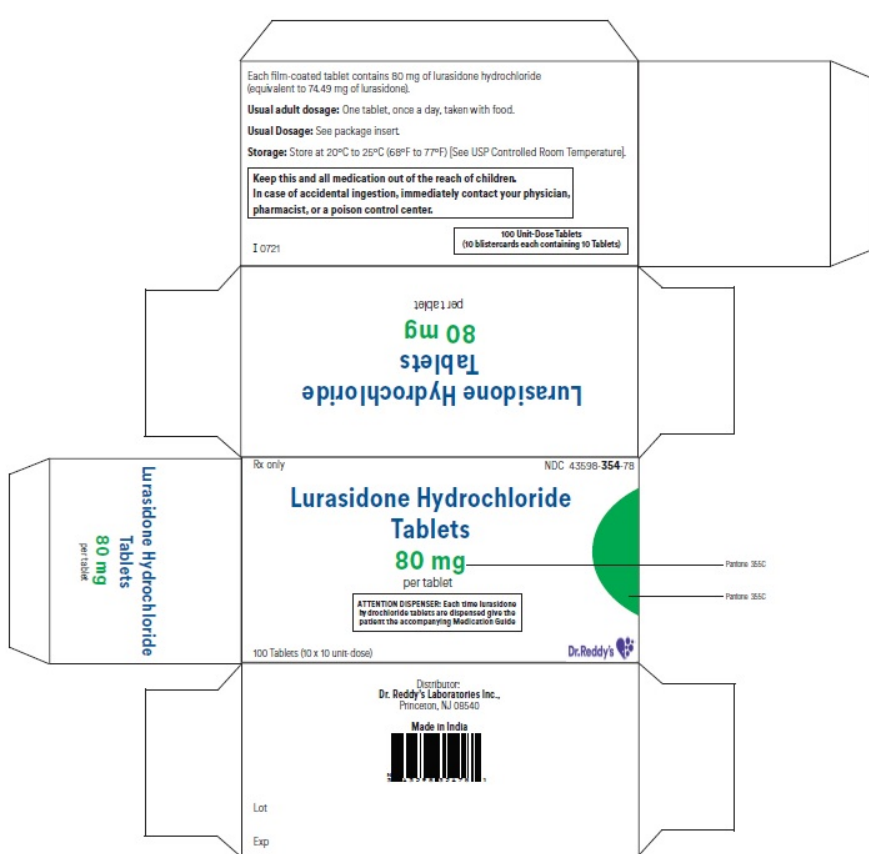 Each film-coated tablet contains 80 mg of lurasidone hydrochloride
(equivalent to 74.49 mg of lurasidone).
Usual adult dosage: One tablet, once a day, taken with food.
Usual Dosage: See package insert.
Storage: Store at 20°C to 25°C (68°F to 77°F) [See USP Controlled Room Temperature].
Keep this and all medication out of the reach of children.
In case of accidental ingestion, immediately contact your physician,
pharmacist, or a poison control center.
I 0721
100 Unit-Dose Tablets
(10 blistercards each containing 10 Tablets)
Lurasidone Hydrochloride
Tablets
80 mg
per tablet
Lurasidone Hydrochloride
Tablets
80 mg
per tablet
Rx only
NDC 43598-354-78
Lurasidone Hydrochloride
Tablets
80 mg
per tablet
Pantone 355C
Pantone 355C
ATTENTION DISPENSER: Each time lurasidone
hydrochloride tablets are dispensed give the
patient the accompanying Medication Guide
100 Tablets (10 x 10 unit-dose)
Dr.Reddy's
Distributor:
Dr. Reddy's Laboratories Inc.,
Princeton, NJ 08540
Made in India
Lot
Exp